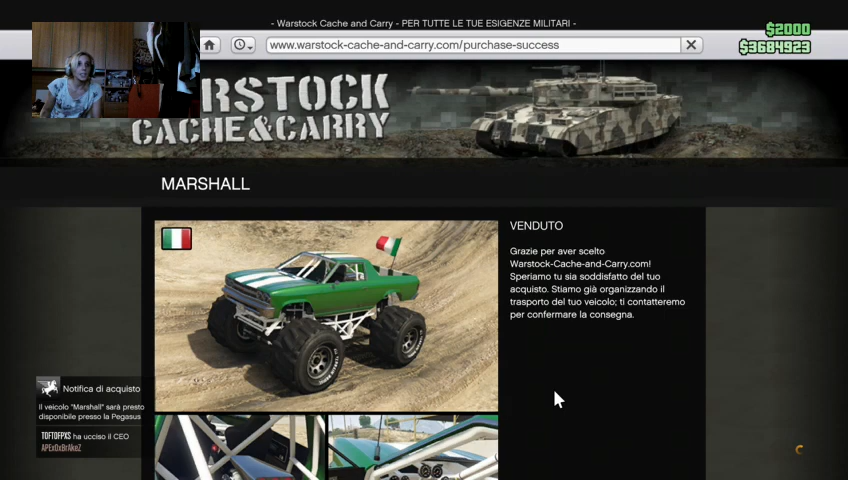 - Warstock Cache and Carry - PER TUTTE LE TUE ESIGENZE MILITARI -
$2000
www.warstock-cache-and-carry.com/purchase-success
$3684923
RSTOCK
CACHE&CARRY
MARSHALL
VENDUTO
Grazie per aver scelto
Warstock-Cache-and-Carry.com!
Speriamo tu sia soddisfatto del tuo
acquisto. Stiamo già organizzando il
trasporto del tuo veicolo; ti contatteremo
per confermare la consegna.
Notifica di acquisto
Il veicolo "Marshall" sarà presto
disponibile presso la Pegasus
TOFTOFPXS ha ucciso il CEO
APExOxBrAkeZ